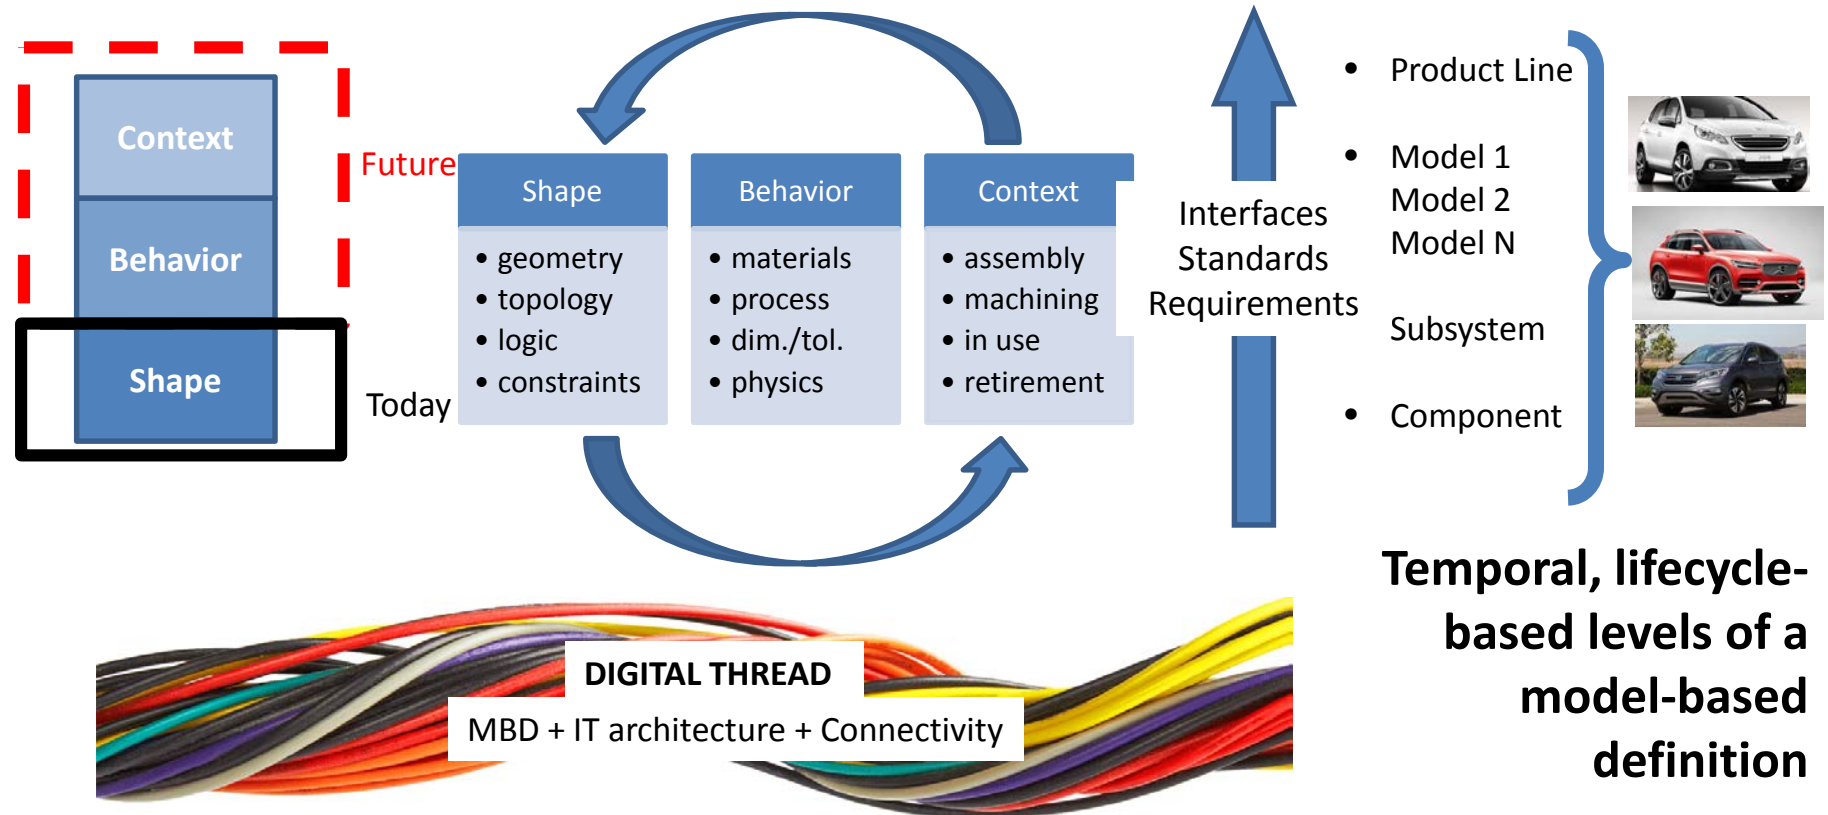 Context
Behavior
Shape
Future
Today
Shape
• geometry
• topology
• logic
• constraints
Behavior
• materials
• process
• dim./tol.
• physics
Context
• assembly
• machining
• in use
• retirement
Interfaces
Standards
Requirements
• Product Line
• Model 1
Model 2
Model N
Subsystem
• Component
DIGITAL THREAD
MBD + IT architecture + Connectivity
Temporal, lifecycle-
based levels of a
model-based
definition